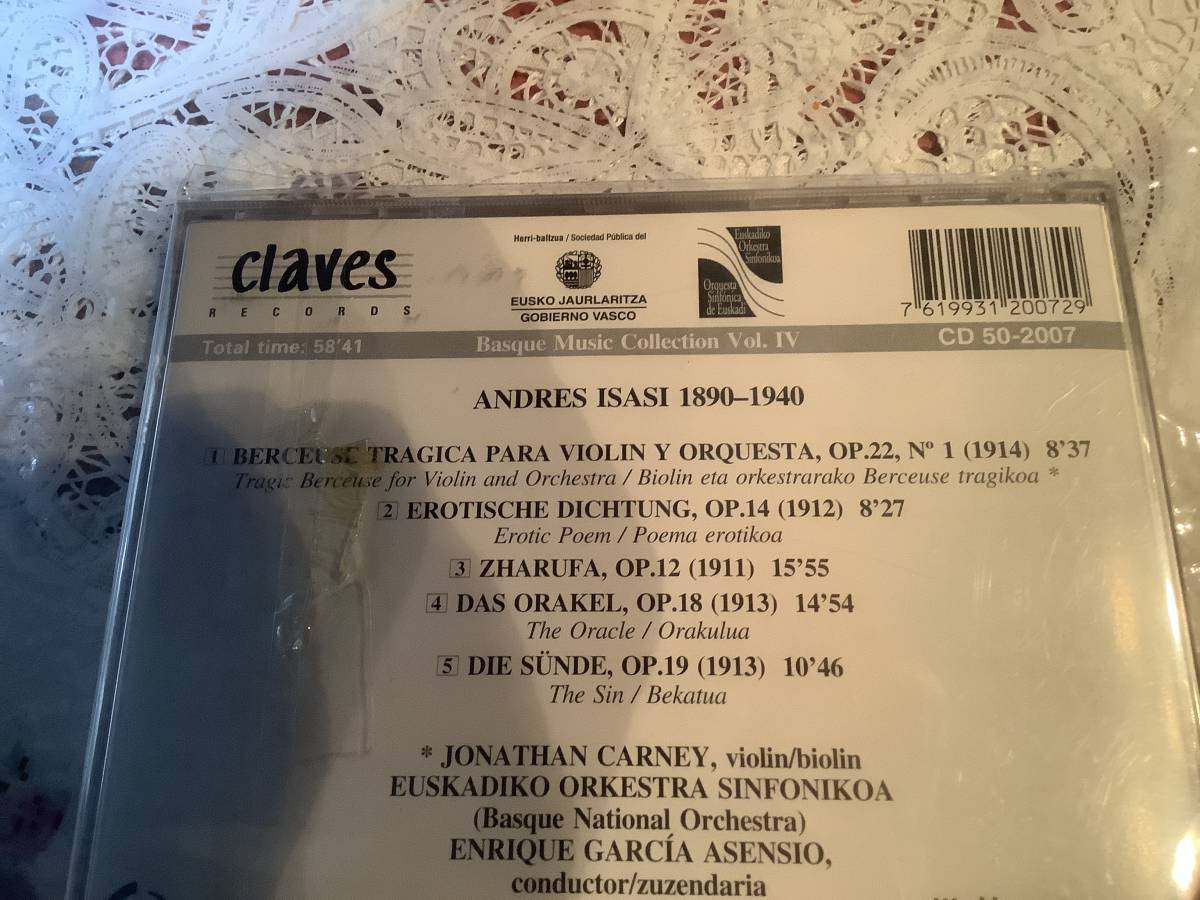 claves
RECORDS
Herri-baltzua / Sociedad Pública del
EUSKO JAURLARITZA
GOBIERNO VASCO
Euskadiko
Orkestra
Sinfonikoa
Orquesta
Sinfónica
de Euskadi
7 619931 200729
Total time: 58'41
Basque Music Collection Vol. IV
CD 50-2007
ANDRES ISASI 1890–1940
1 BERCEUSE TRAGICA PARA VIOLIN Y ORQUESTA, OP.22, Nº 1 (1914) 8'37
Tragic Berceuse for Violin and Orchestra / Biolin eta orkestrarako Berceuse tragikoa *
2 EROTISCHE DICHTUNG, OP.14 (1912) 8'27
Erotic Poem / Poema erotikoa
3 ZHARUFA, OP.12 (1911) 15'55
4 DAS ORAKEL, OP.18 (1913) 14'54
The Oracle / Orakulua
5 DIE SÜNDE, OP.19 (1913) 10'46
The Sin / Bekatua
* JONATHAN CARNEY, violin/biolin
EUSKADIKO ORKESTRA SINFONIKOA
(Basque National Orchestra)
ENRIQUE GARCÍA ASENSIO,
conductor/zuzendaria